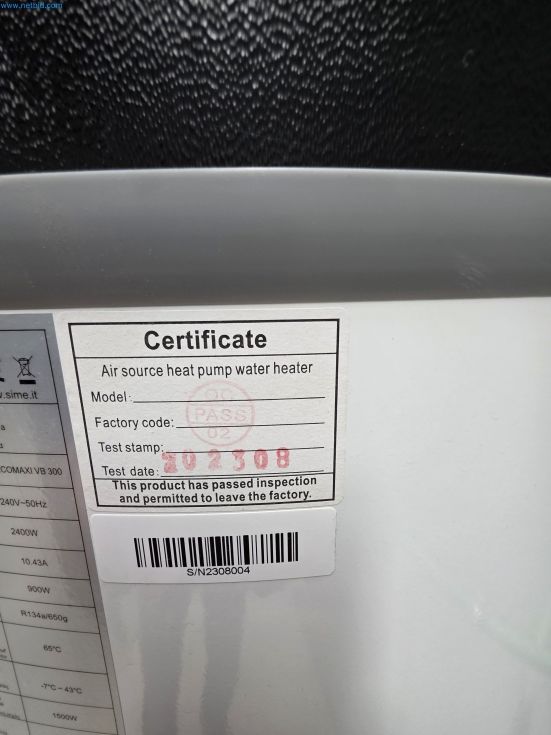 www.netbid.com
Certificate
Air source heat pump water heater
Model:
Factory code:
Test stamp:
Test date:
QC
PASS
02
202308
This product has passed inspection
and permitted to leave the factory.
S/N2308004
.sime.it
COMAXI VB 300
240V~50Hz
2400W
10.43A
900W
R134a/650g
65°C
-7°C~43°C
1500W